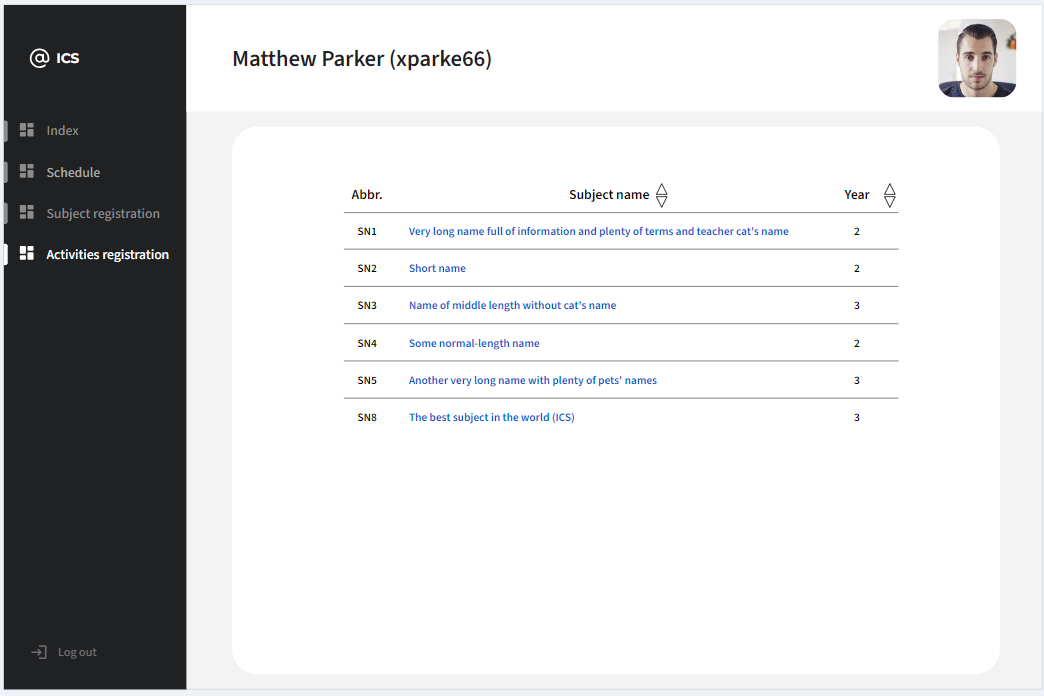 @ ICS
Matthew Parker (xparke66)
Index
Schedule
Subject registration
Activities registration
Log out
Abbr. Subject name Year
SN1 Very long name full of information and plenty of terms and teacher cat's name 2
SN2 Short name 2
SN3 Name of middle length without cat's name 3
SN4 Some normal-length name 2
SN5 Another very long name with plenty of pets' names 3
SN8 The best subject in the world (ICS) 3